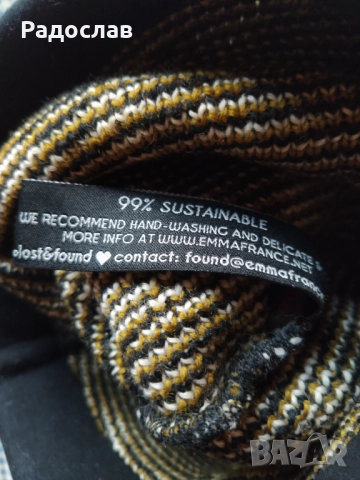 Радослав
99% SUSTAINABLE
WE RECOMMEND HAND-WASHING AND DELICATE
MORE INFO AT WWW.EMMAFRANCE.NET
lost&found ♥ contact: found@emmafranc
BAZAR